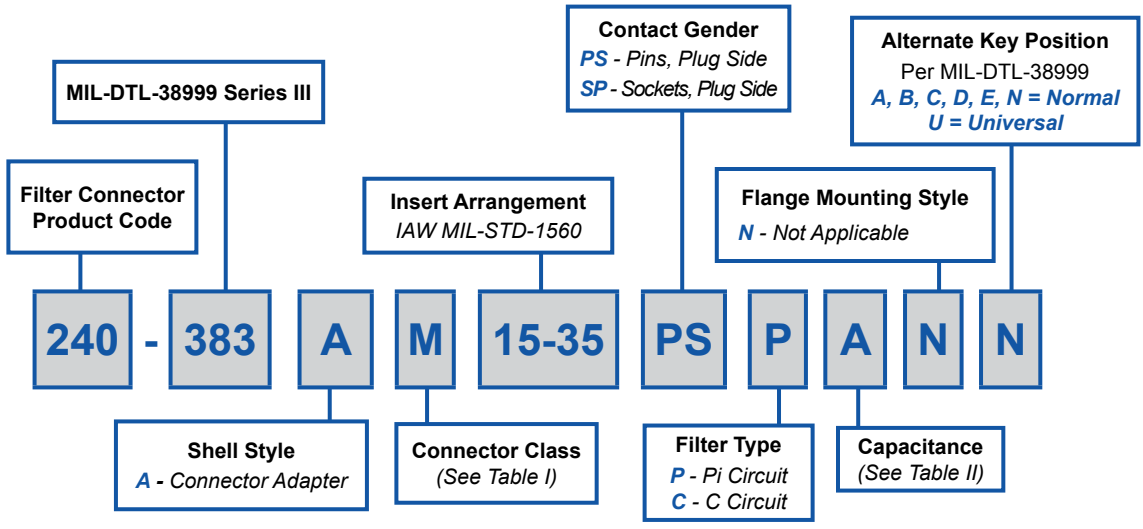 Contact Gender
PS - Pins, Plug Side
SP - Sockets, Plug Side
Alternate Key Position
Per MIL-DTL-38999
A, B, C, D, E, N = Normal
U = Universal
MIL-DTL-38999 Series III
Filter Connector
Product Code
Insert Arrangement
IAW MIL-STD-1560
Flange Mounting Style
N - Not Applicable
240 - 383 A M 15-35 PS P A N N
Shell Style
A - Connector Adapter
Connector Class
(See Table I)
Filter Type
P - Pi Circuit
C - C Circuit
Capacitance
(See Table II)